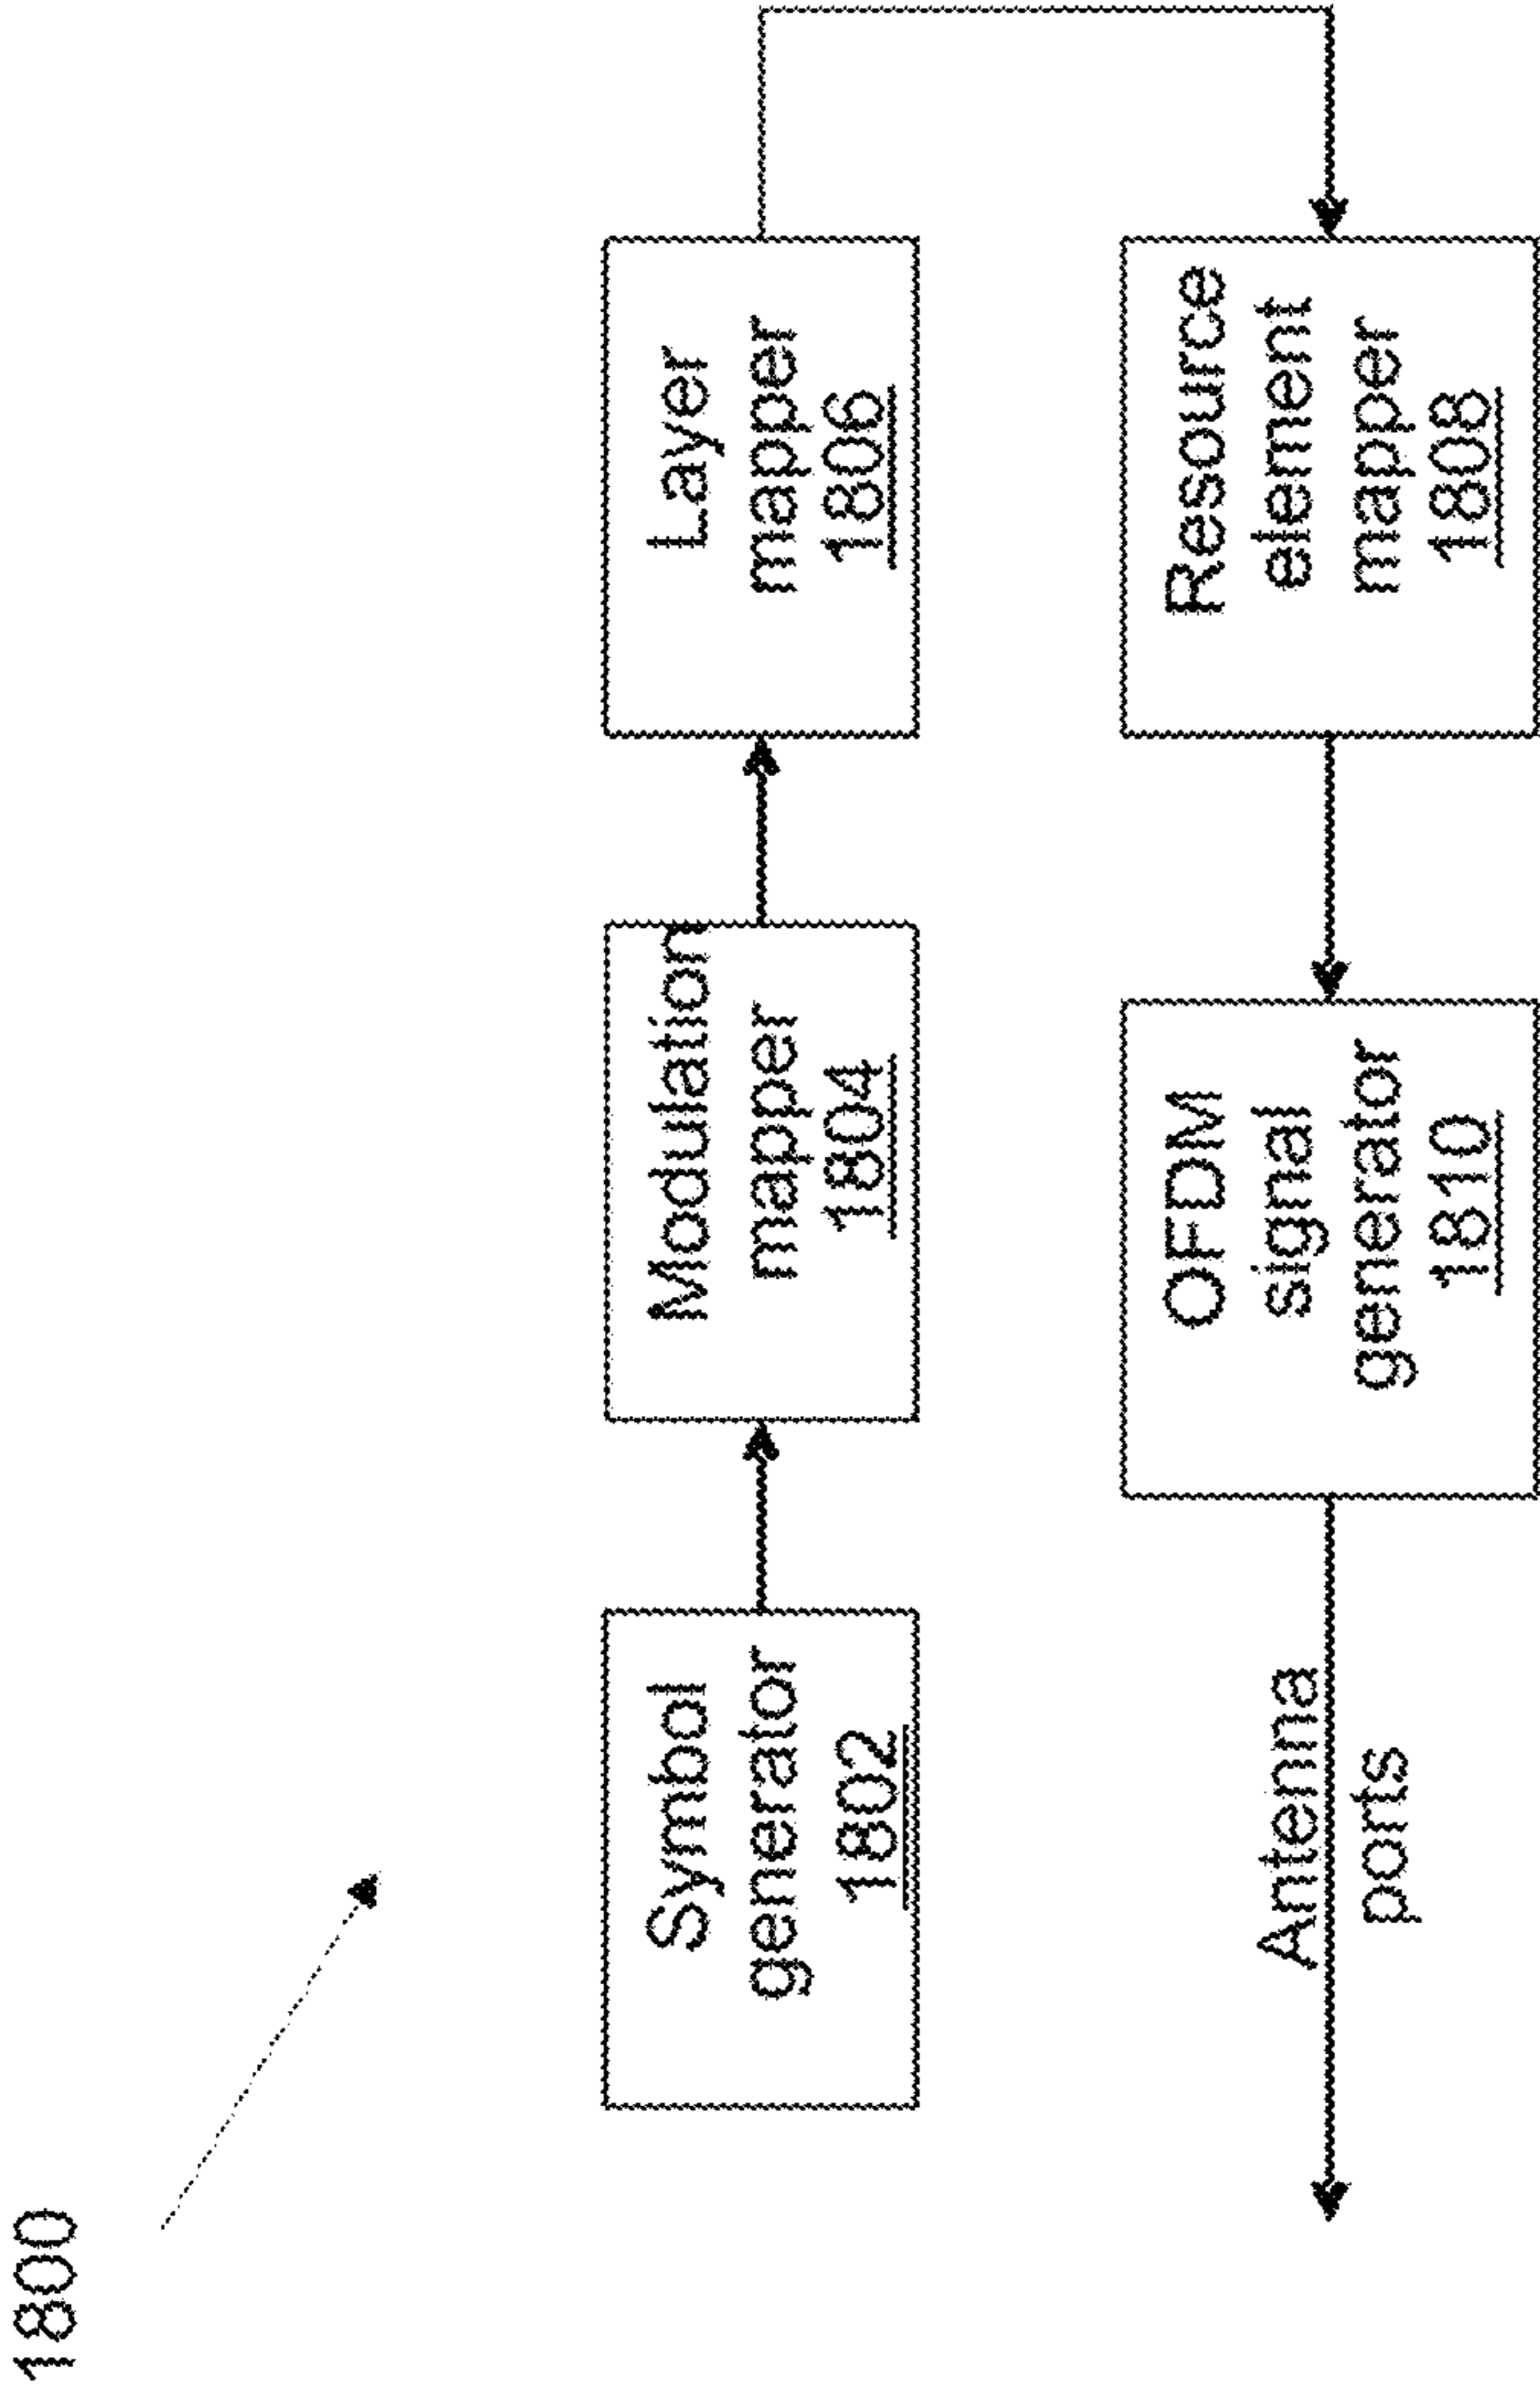 1800
Symbol
generator
1802
Modulation
mapper
1804
Layer
mapper
1806
Resource
element
mapper
1808
OFDM
signal
generator
1810
Antenna
ports